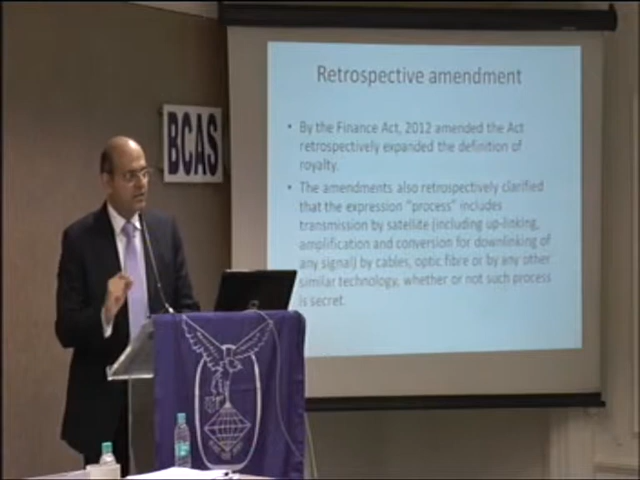 Retrospective amendment
BCAS
• By the Finance Act, 2012 amended the Act
retrospectively expanded the definition of
royalty.
• The amendments also retrospectively clarified
that the expression "process" includes
transmission by satellite (including up-linking,
amplification and conversion for downlinking of
any signal) by cables, optic fibre or by any other
similar technology, whether or not such process
is secret.